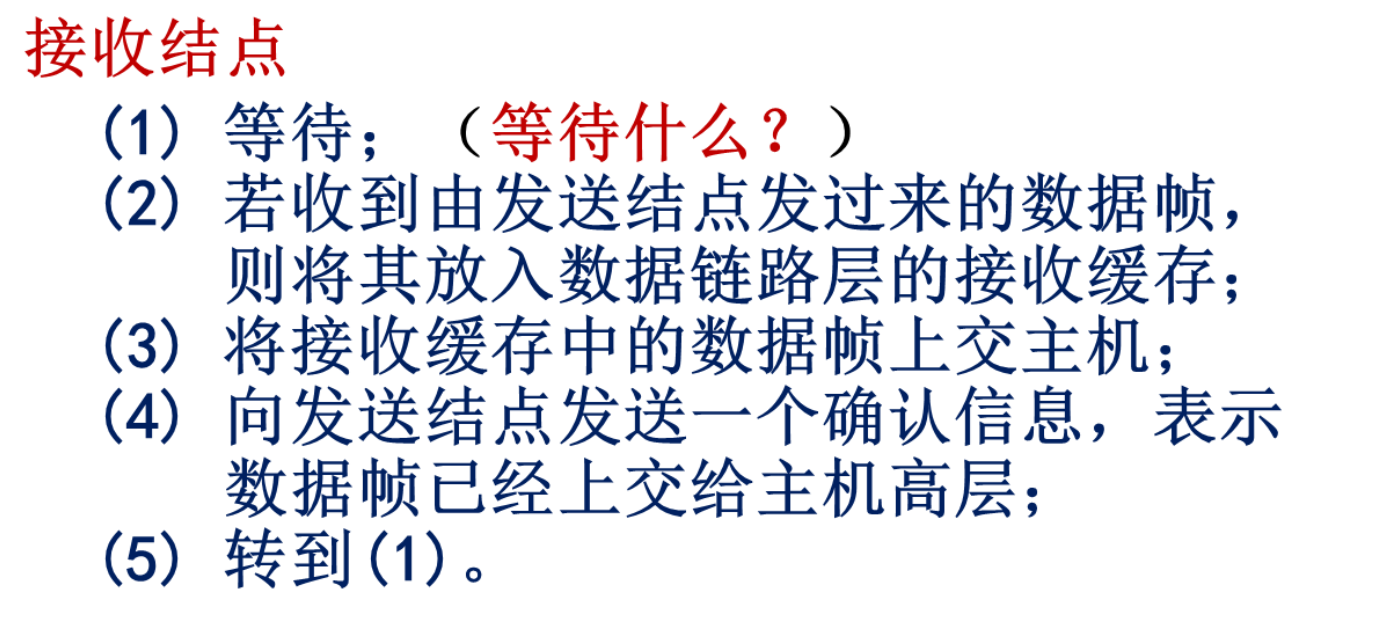 接收结点
(1) 等待；（等待什么？）
(2) 若收到由发送结点发过来的数据帧，
则将其放入数据链路层的接收缓存；
(3) 将接收缓存中的数据帧上交主机；
(4) 向发送结点发送一个确认信息，表示
数据帧已经上交给主机高层；
(5) 转到(1)。